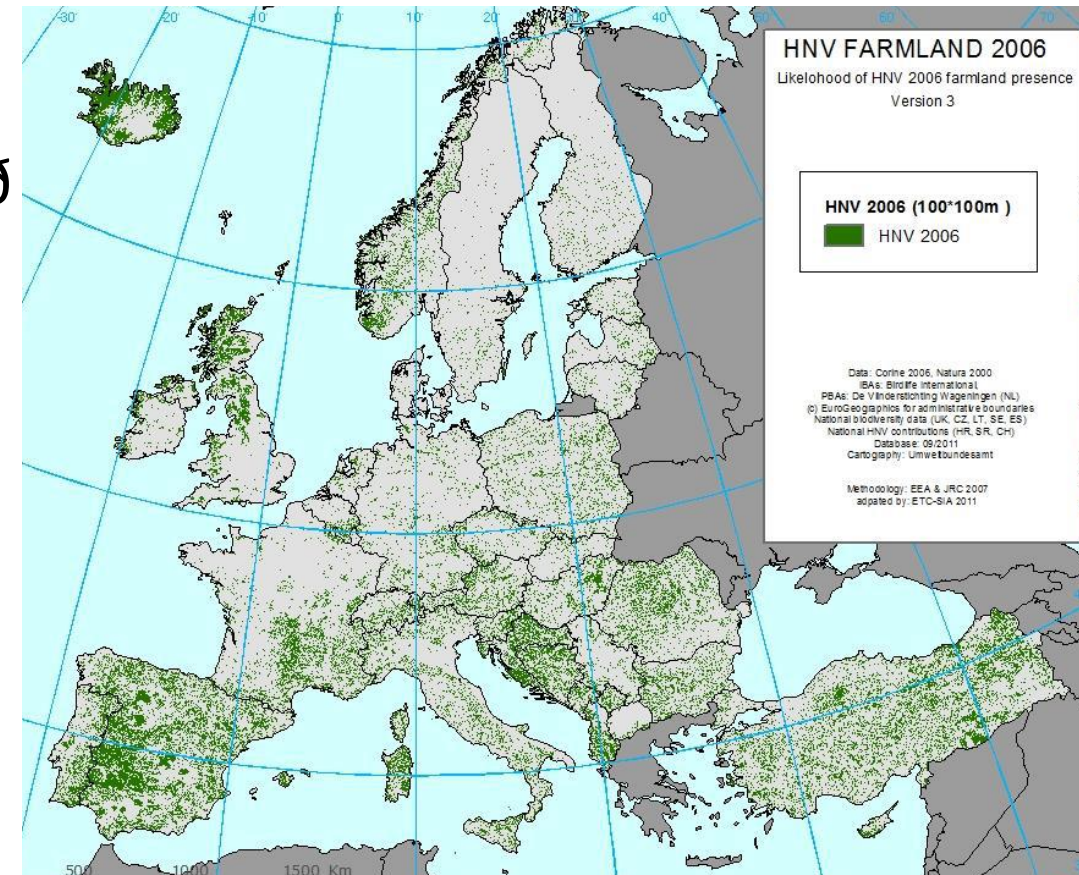 -30°
-20°
-10°
0°
10°
20°
30°
40°
50°
60°
70°
HNV FARMLAND 2006
Likelohood of HNV 2006 farmland presence
Version 3
HNV 2006 (100*100m )
HNV 2006
Data: Corine 2006, Natura 2000
IBAs: Birdlife International,
PBAs: De Vlinderstichting Wageningen (NL)
(c) EuroGeographics for administrative boundaries
National biodiversity data (UK, CZ, LT, SE, ES)
National HNV contributions (HR, SR, CH)
Database: 09/2011
Cartography: Umweltbundesamt
Methodology: EEA & JRC 2007
adpated by: ETC-SIA 2011
500
1000
1500 Km